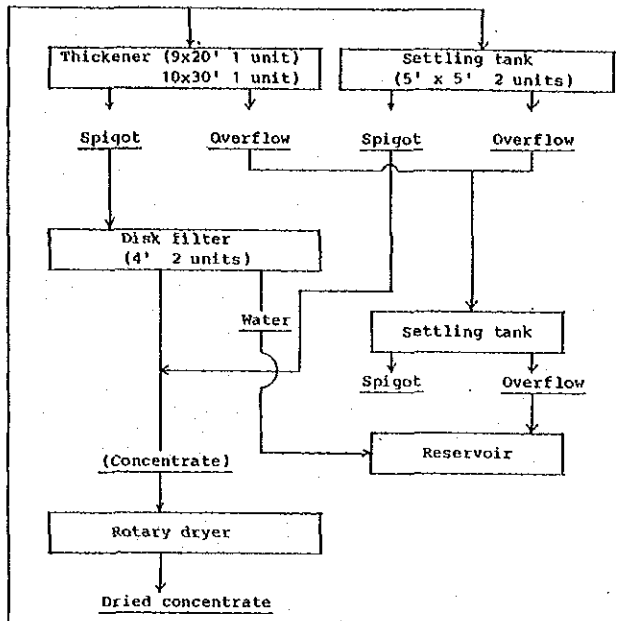 Thickener (9x20' 1 unit)
10x30' 1 unit)
Settling tank
(5' x 5' 2 units)
Spigot
Overflow
Spigot
Overflow
Disk filter
(4' 2 units)
Water
Settling tank
Spigot
Overflow
(Concentrate)
Reservoir
Rotary dryer
Dried concentrate